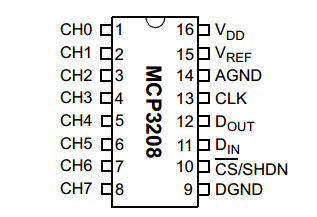 CH0 1 16 VDD
CH1 2 15 VREF
CH2 3 14 AGND
CH3 4 13 CLK
CH4 5 12 DOUT
CH5 6 11 DIN
CH6 7 10 C̅S̅/SHDN
CH7 8 9 DGND
MCP3208